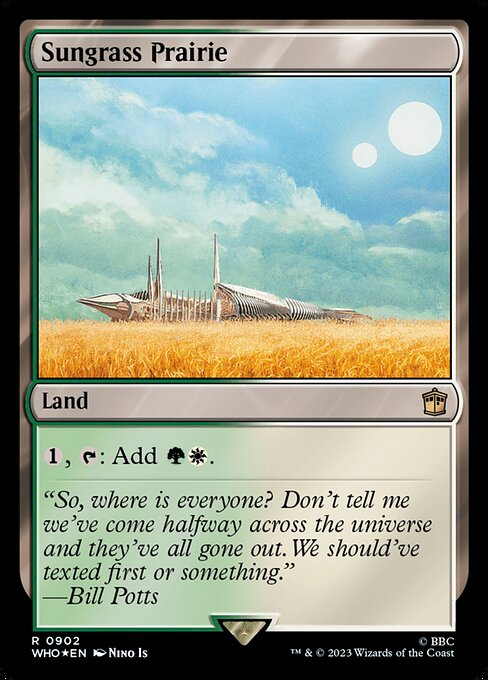 Sungrass Prairie
Land
1, : Add .
“So, where is everyone? Don’t tell me
we’ve come halfway across the universe
and they’ve all gone out. We should’ve
texted first or something.”
—Bill Potts
R 0902
WHO★EN Nino Is
© BBC
™ & © 2023 Wizards of the Coast